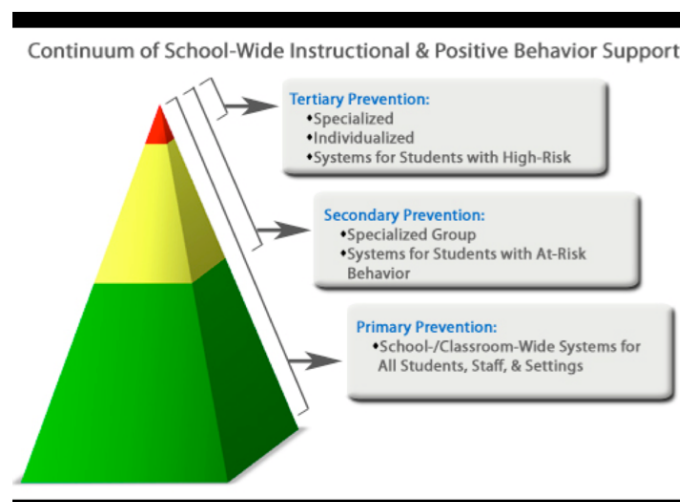 Continuum of School-Wide Instructional & Positive Behavior Support
Tertiary Prevention:
♦Specialized
♦Individualized
♦Systems for Students with High-Risk
Secondary Prevention:
♦Specialized Group
♦Systems for Students with At-Risk
Behavior
Primary Prevention:
♦School-/Classroom-Wide Systems for
All Students, Staff, & Settings